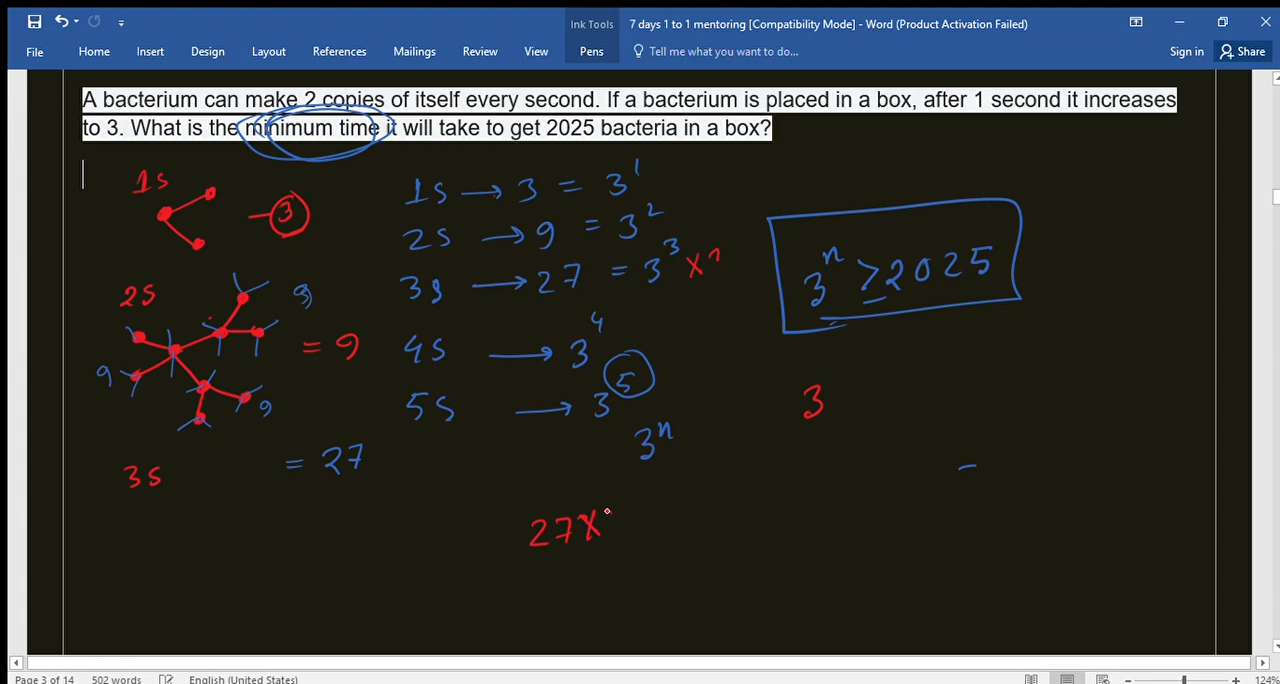 Ink Tools
7 days 1 to 1 mentoring [Compatibility Mode] - Word (Product Activation Failed)
File Home Insert Design Layout References Mailings Review View Pens Tell me what you want to do... Sign in Share
A bacterium can make 2 copies of itself every second. If a bacterium is placed in a box, after 1 second it increases
to 3. What is the minimum time it will take to get 2025 bacteria in a box?
1s
3
1s → 3 = 3¹
2s → 9 = 3²
3s → 27 = 3³ ×
3ⁿ ≥ 2025
2s
9
= 9
9
9
4s → 3⁴
5s → 3⁵
3ⁿ
3
3s = 27
27×
Page 3 of 14 502 words English (United States) 124%